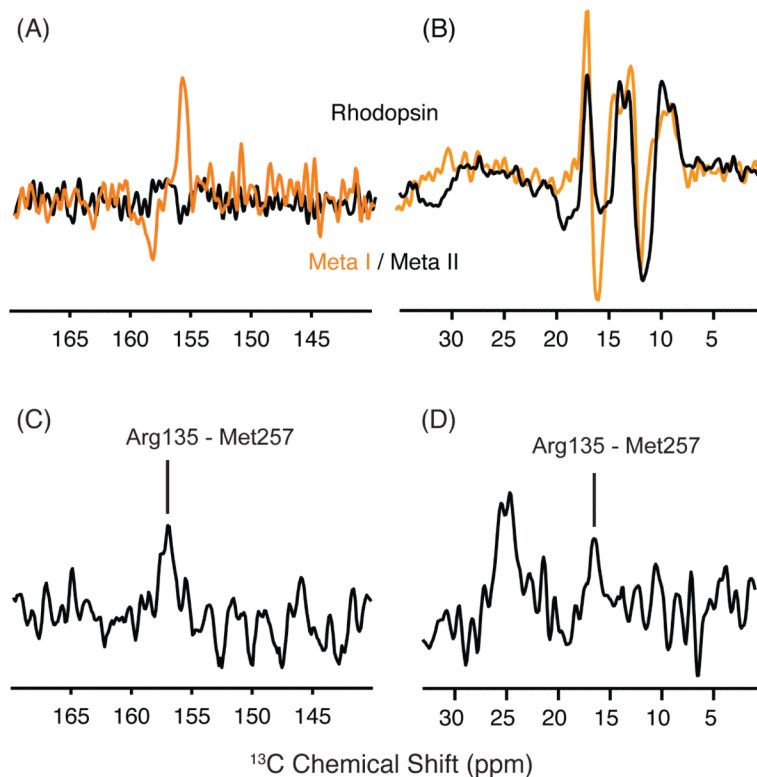 (A)
(B)
Rhodopsin
Meta I / Meta II
165 160 155 150 145
30 25 20 15 10 5
(C)
(D)
Arg135 - Met257
Arg135 - Met257
165 160 155 150 145
30 25 20 15 10 5
¹³C Chemical Shift (ppm)